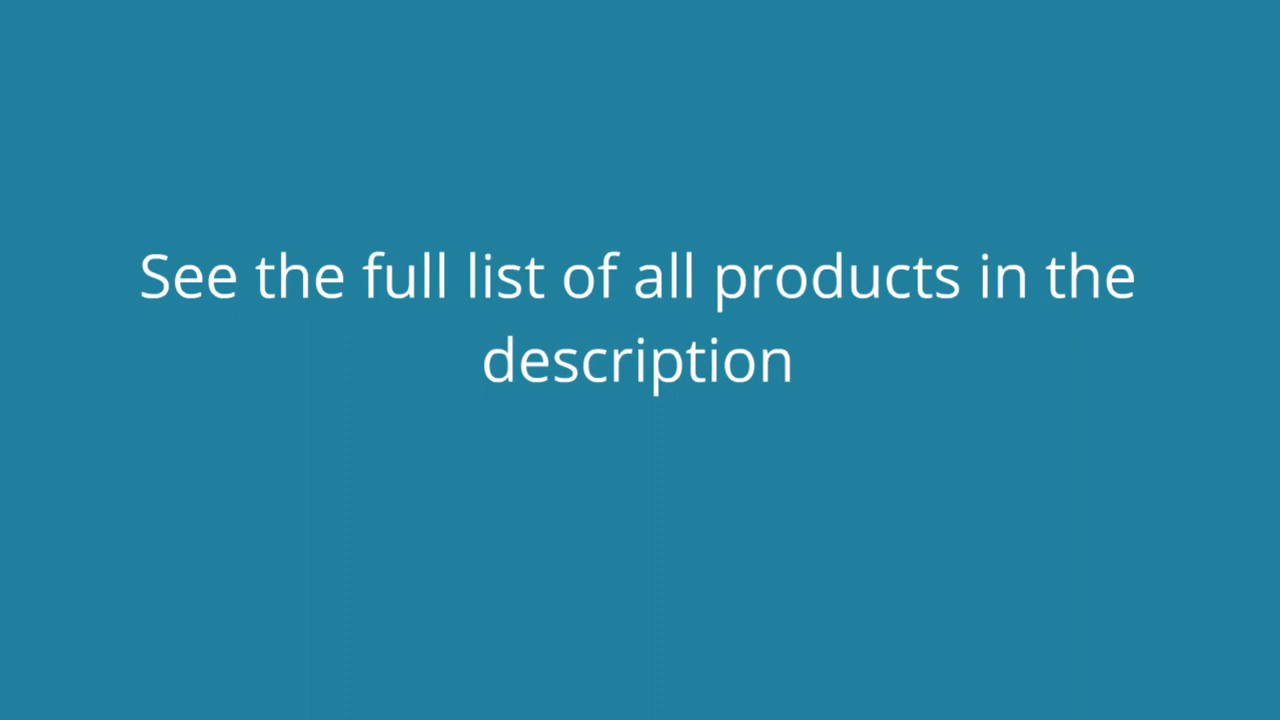 See the full list of all products in the
description